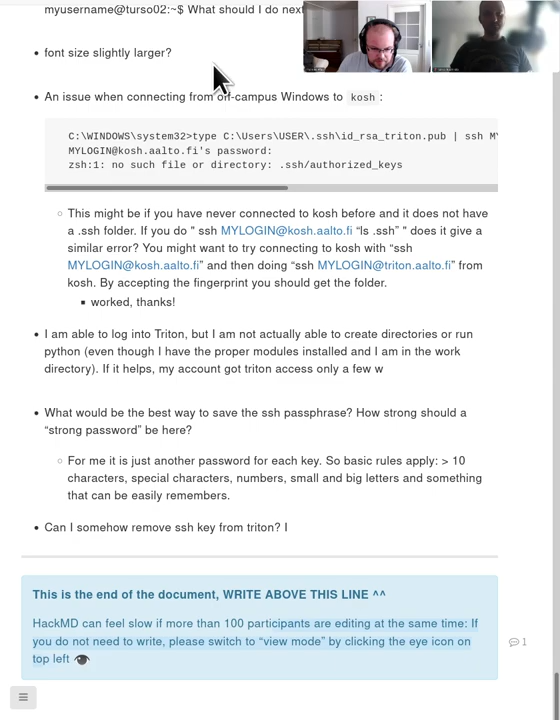 myusername@turso02:~$ What should I do next
font size slightly larger?
An issue when connecting from off-campus Windows to kosh :
C:\WINDOWS\system32>type C:\Users\USER\.ssh\id_rsa_triton.pub | ssh MY
MYLOGIN@kosh.aalto.fi's password:
zsh:1: no such file or directory: .ssh/authorized_keys
This might be if you have never connected to kosh before and it does not have
a .ssh folder. If you do " ssh MYLOGIN@kosh.aalto.fi “ls .ssh” " does it give a
similar error? You might want to try connecting to kosh with “ssh
MYLOGIN@kosh.aalto.fi” and then doing “ssh MYLOGIN@triton.aalto.fi” from
kosh. By accepting the fingerprint you should get the folder.
worked, thanks!
I am able to log into Triton, but I am not actually able to create directories or run
python (even though I have the proper modules installed and I am in the work
directory). If it helps, my account got triton access only a few w
What would be the best way to save the ssh passphrase? How strong should a
“strong password” be here?
For me it is just another password for each key. So basic rules apply: > 10
characters, special characters, numbers, small and big letters and something
that can be easily remembers.
Can I somehow remove ssh key from triton? I
This is the end of the document, WRITE ABOVE THIS LINE ^^
HackMD can feel slow if more than 100 participants are editing at the same time: If
you do not need to write, please switch to “view mode” by clicking the eye icon on
top left
1